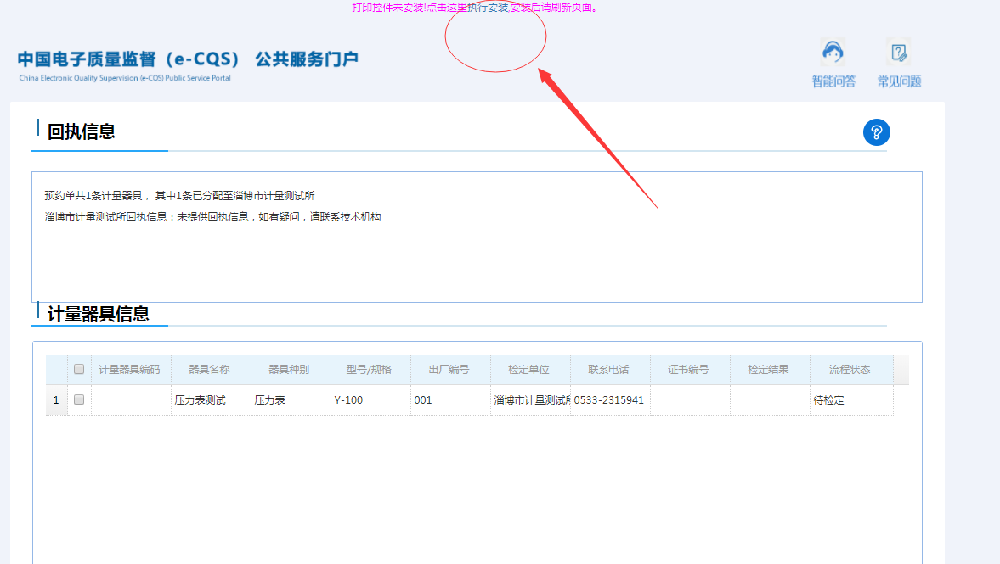 打印控件未安装!点击这里执行安装,安装后请刷新页面。
中国电子质量监督（e-CQS） 公共服务门户
China Electronic Quality Supervision (e-CQS) Public Service Portal
智能问答
常见问题
回执信息
预约单共1条计量器具， 其中1条已分配至淄博市计量测试所
淄博市计量测试所回执信息：未提供回执信息，如有疑问，请联系技术机构
计量器具信息
计量器具编码 器具名称 器具种别 型号/规格 出厂编号 检定单位 联系电话 证书编号 检定结果 流程状态
1 压力表测试 压力表 Y-100 001 淄博市计量测试所 0533-2315941 待检定